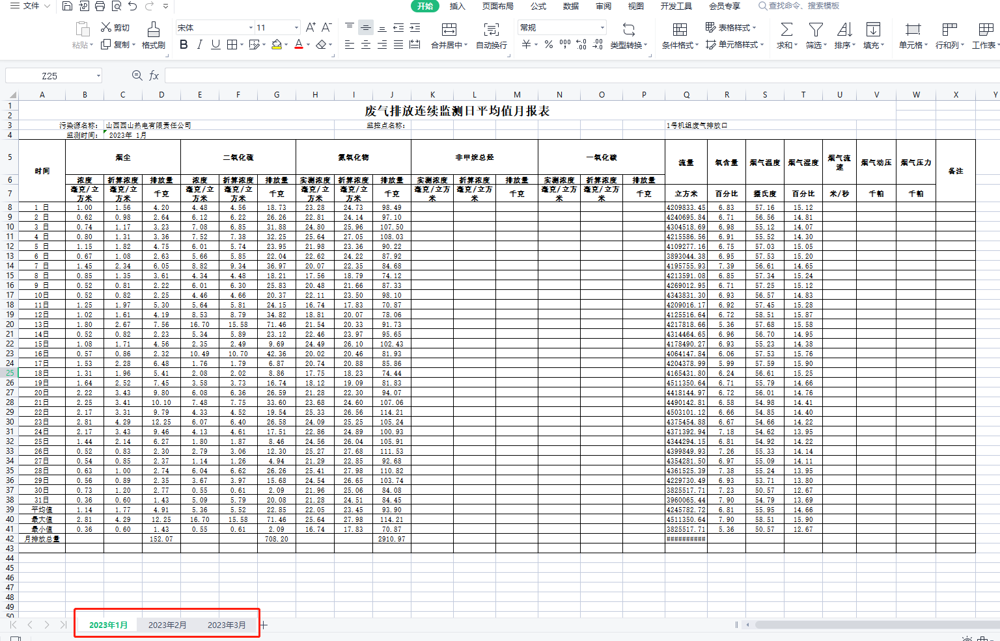 文件 开始 插入 页面布局 公式 数据 审阅 视图 开发工具 会员专享 查找命令、搜索模板
粘贴 剪切 复制 格式刷 宋体 11 A⁺ A⁻ B I U A 合并居中 自动换行 常规 ¥ % 类型转换 条件格式 表格样式 单元格样式 求和 筛选 排序 填充 单元格 行和列 工作表
Z25 fx
A B C D E F G H I J K L M N O P Q R S T U V W X Y
1 废气排放连续监测日平均值月报表
2
3 污染源名称: 山西西山热电有限责任公司 监控点名称: 1号机组废气排放口
4 监测时间: 2023年 1月
5 时间 烟尘 二氧化硫 氮氧化物 非甲烷总烃 一氧化碳 流量 氧含量 烟气温度 烟气湿度 烟气流速 烟气动压 烟气压力 备注
6 浓度 折算浓度 排放量 浓度 折算浓度 排放量 实测浓度 折算浓度 排放量 实测浓度 折算浓度 排放量 实测浓度 折算浓度 排放量
7 毫克/立方米 毫克/立方米 千克 毫克/立方米 毫克/立方米 千克 毫克/立方米 毫克/立方米 千克 毫克/立方米 毫克/立方米 千克 毫克/立方米 毫克/立方米 千克 立方米 百分比 摄氏度 百分比 米/秒 千帕 千帕
8 1 日 1.00 1.56 4.20 4.48 4.56 18.73 23.28 24.73 98.49 4209833.45 6.83 57.16 15.12
9 2 日 0.62 0.98 2.64 6.12 6.22 26.26 22.81 24.14 97.10 4240695.84 6.71 56.56 14.81
10 3 日 0.74 1.17 3.23 7.08 6.85 31.88 24.80 25.96 107.50 4304518.69 6.98 55.12 14.07
11 4 日 0.80 1.31 3.36 7.52 7.38 32.25 25.64 27.05 108.03 4215586.56 6.91 55.52 14.30
12 5 日 1.15 1.82 4.75 6.01 5.74 23.95 21.98 23.36 90.22 4109277.16 6.75 57.03 15.05
13 6 日 0.67 1.08 2.63 5.66 5.85 22.04 22.62 24.22 87.92 3893044.38 6.95 57.53 15.20
14 7 日 1.45 2.34 6.05 8.82 9.34 36.97 20.07 22.35 84.68 4195755.93 7.39 56.61 14.65
15 8 日 0.85 1.35 3.61 4.34 4.48 18.21 17.56 18.79 74.12 4213591.08 6.85 57.34 15.24
16 9 日 0.52 0.81 2.22 6.01 6.30 25.83 20.48 21.66 87.33 4269012.95 6.71 57.25 15.12
17 10日 0.52 0.82 2.25 4.46 4.66 20.37 22.11 23.50 98.10 4343831.30 6.93 56.57 14.83
18 11日 1.25 1.97 5.30 5.64 5.81 24.15 16.74 17.83 70.87 4209016.17 6.92 57.45 15.28
19 12日 1.02 1.61 4.19 8.53 8.79 34.82 18.81 20.07 78.06 4125516.64 6.72 58.51 15.87
20 13日 1.80 2.67 7.56 16.70 15.58 71.46 21.54 20.33 91.73 4217818.66 5.36 57.68 15.58
21 14日 0.52 0.82 2.23 5.34 5.89 23.12 22.46 23.97 95.65 4314464.65 6.96 56.70 14.95
22 15日 1.08 1.71 4.56 2.35 2.49 9.69 24.49 26.10 102.43 4178490.27 6.93 55.23 14.38
23 16日 0.57 0.86 2.32 10.49 10.70 42.36 20.02 20.46 81.93 4064147.84 6.06 57.53 15.76
24 17日 1.53 2.28 6.48 1.76 1.79 6.87 20.74 20.88 85.86 4204378.99 5.99 57.59 15.90
25 18日 1.31 1.96 5.41 2.08 2.02 8.86 17.75 18.23 74.44 4165431.80 6.24 56.61 15.25
26 19日 1.64 2.52 7.45 3.58 3.73 16.74 18.12 19.09 81.83 4511350.64 6.71 55.79 14.66
27 20日 2.22 3.43 9.80 6.08 6.36 26.59 21.28 22.30 94.07 4418144.97 6.72 56.01 14.76
28 21日 2.25 3.41 10.10 7.48 7.75 33.60 23.68 24.60 107.06 4490142.81 6.58 54.98 14.41
29 22日 2.17 3.31 9.79 4.33 4.52 19.54 25.33 26.56 114.21 4503101.12 6.66 54.85 14.40
30 23日 2.81 4.29 12.25 6.07 6.40 26.58 24.09 25.25 105.24 4375454.88 6.67 54.66 14.22
31 24日 2.17 3.43 9.46 4.13 4.61 17.51 22.86 24.89 100.93 4371392.94 7.18 54.62 13.95
32 25日 1.44 2.14 6.27 1.80 1.87 8.46 24.56 26.04 105.91 4344294.15 6.81 54.92 14.22
33 26日 0.52 0.83 2.30 2.79 3.06 12.30 25.27 27.68 111.53 4399849.93 7.26 55.33 14.14
34 27日 0.54 0.85 2.37 1.14 1.26 4.94 21.29 22.85 92.68 4354281.50 6.97 55.09 14.11
35 28日 0.63 1.00 2.74 6.04 6.62 26.26 25.41 27.98 110.82 4361525.39 7.38 55.24 13.95
36 29日 0.56 0.89 2.35 3.67 3.97 15.68 24.54 26.65 103.74 4229730.49 6.93 53.71 13.80
37 30日 0.73 1.20 2.77 0.55 0.61 2.09 21.96 25.06 84.08 3825517.71 7.23 50.57 12.67
38 31日 0.36 0.60 1.43 5.09 5.79 20.08 21.28 24.51 84.45 3960065.44 7.90 54.79 13.69
39 平均值 1.14 1.77 4.91 5.36 5.52 22.85 22.05 23.45 93.90 4245782.72 6.81 55.95 14.66
40 最大值 2.81 4.29 12.25 16.70 15.58 71.46 25.64 27.98 114.21 4511350.64 7.90 58.51 15.90
41 最小值 0.36 0.60 1.43 0.55 0.61 2.09 16.74 17.83 70.87 3825517.71 5.36 50.57 12.67
42 月排放总量 152.07 708.20 2910.97 ##########
43
44
45
46
47
48
49
50
2023年1月 2023年2月 2023年3月 +